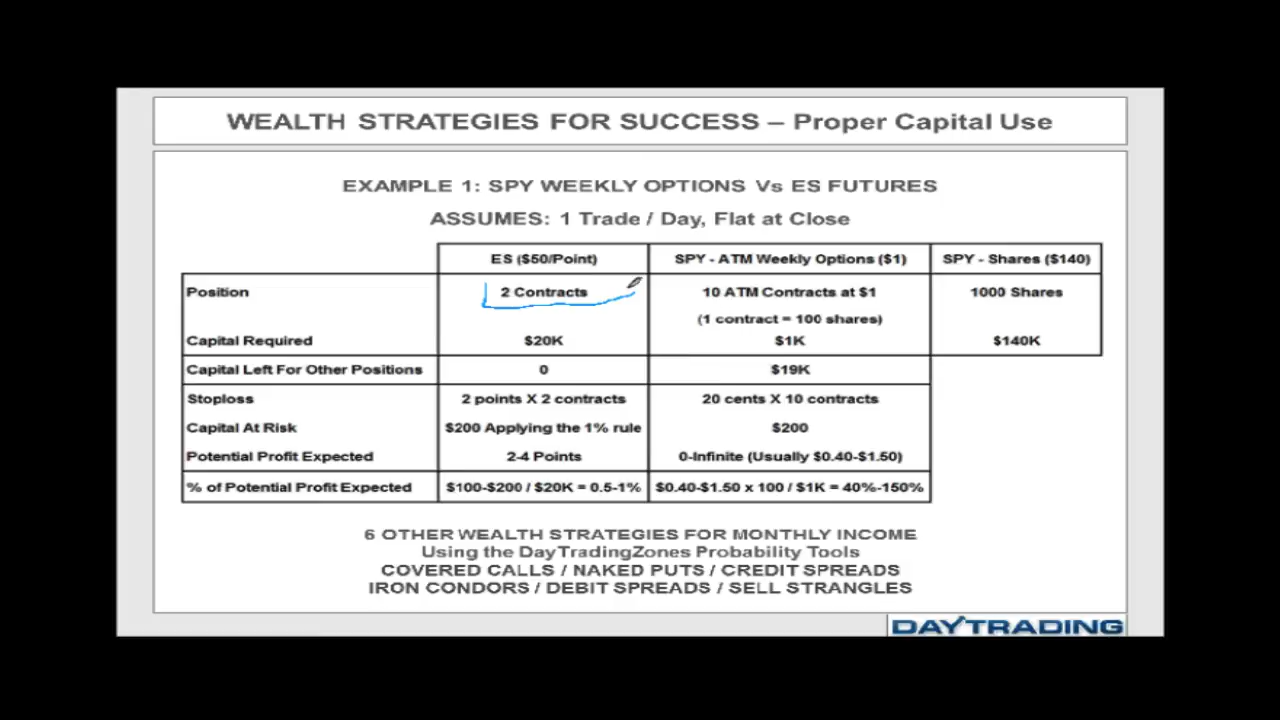 WEALTH STRATEGIES FOR SUCCESS – Proper Capital Use
EXAMPLE 1: SPY WEEKLY OPTIONS Vs ES FUTURES
ASSUMES: 1 Trade / Day, Flat at Close
ES ($50/Point) SPY - ATM Weekly Options ($1) SPY - Shares ($140)
Position 2 Contracts 10 ATM Contracts at $1 1000 Shares
(1 contract = 100 shares)
Capital Required $20K $1K $140K
Capital Left For Other Positions 0 $19K
Stoploss 2 points X 2 contracts 20 cents X 10 contracts
Capital At Risk $200 Applying the 1% rule $200
Potential Profit Expected 2-4 Points 0-Infinite (Usually $0.40-$1.50)
% of Potential Profit Expected $100-$200 / $20K = 0.5-1% $0.40-$1.50 x 100 / $1K = 40%-150%
6 OTHER WEALTH STRATEGIES FOR MONTHLY INCOME
Using the DayTradingZones Probability Tools
COVERED CALLS / NAKED PUTS / CREDIT SPREADS
IRON CONDORS / DEBIT SPREADS / SELL STRANGLES
DAYTRADING